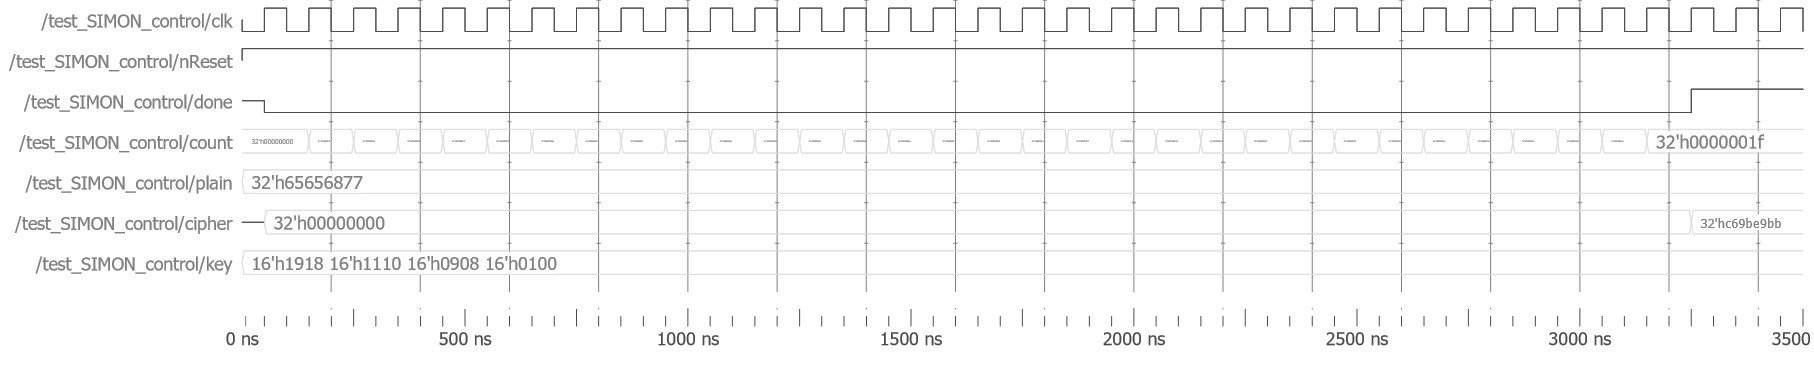 /test_SIMON_control/clk
/test_SIMON_control/nReset
/test_SIMON_control/done
/test_SIMON_control/count 32'h00000000 32'h0000001f
/test_SIMON_control/plain 32'h65656877
/test_SIMON_control/cipher 32'h00000000 32'hc69be9bb
/test_SIMON_control/key 16'h1918 16'h1110 16'h0908 16'h0100
0 ns 500 ns 1000 ns 1500 ns 2000 ns 2500 ns 3000 ns 3500